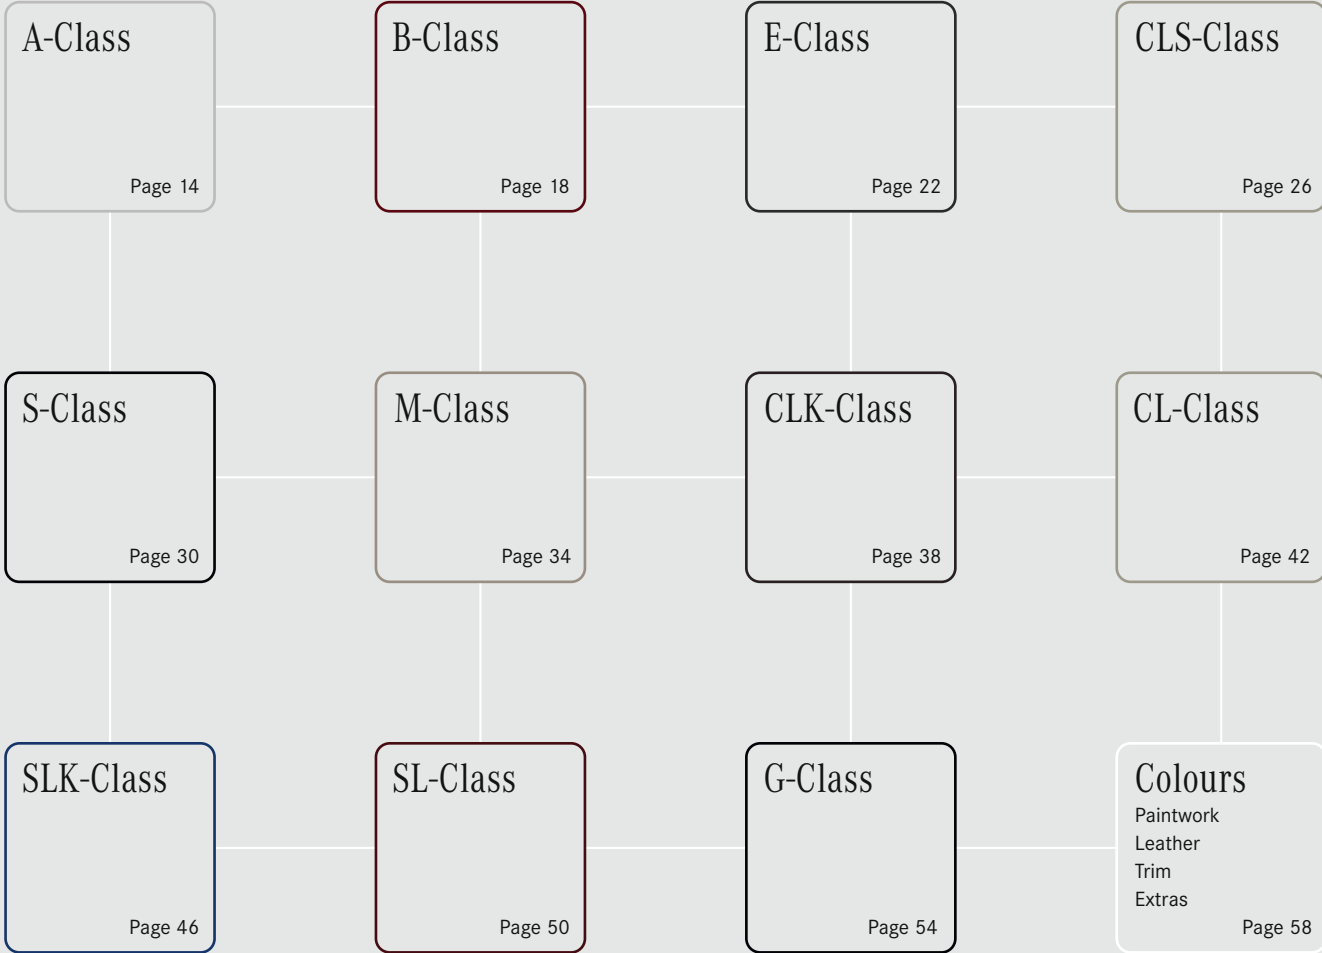 A-Class
Page 14
B-Class
Page 18
E-Class
Page 22
CLS-Class
Page 26
S-Class
Page 30
M-Class
Page 34
CLK-Class
Page 38
CL-Class
Page 42
SLK-Class
Page 46
SL-Class
Page 50
G-Class
Page 54
Colours
Paintwork
Leather
Trim
Extras
Page 58